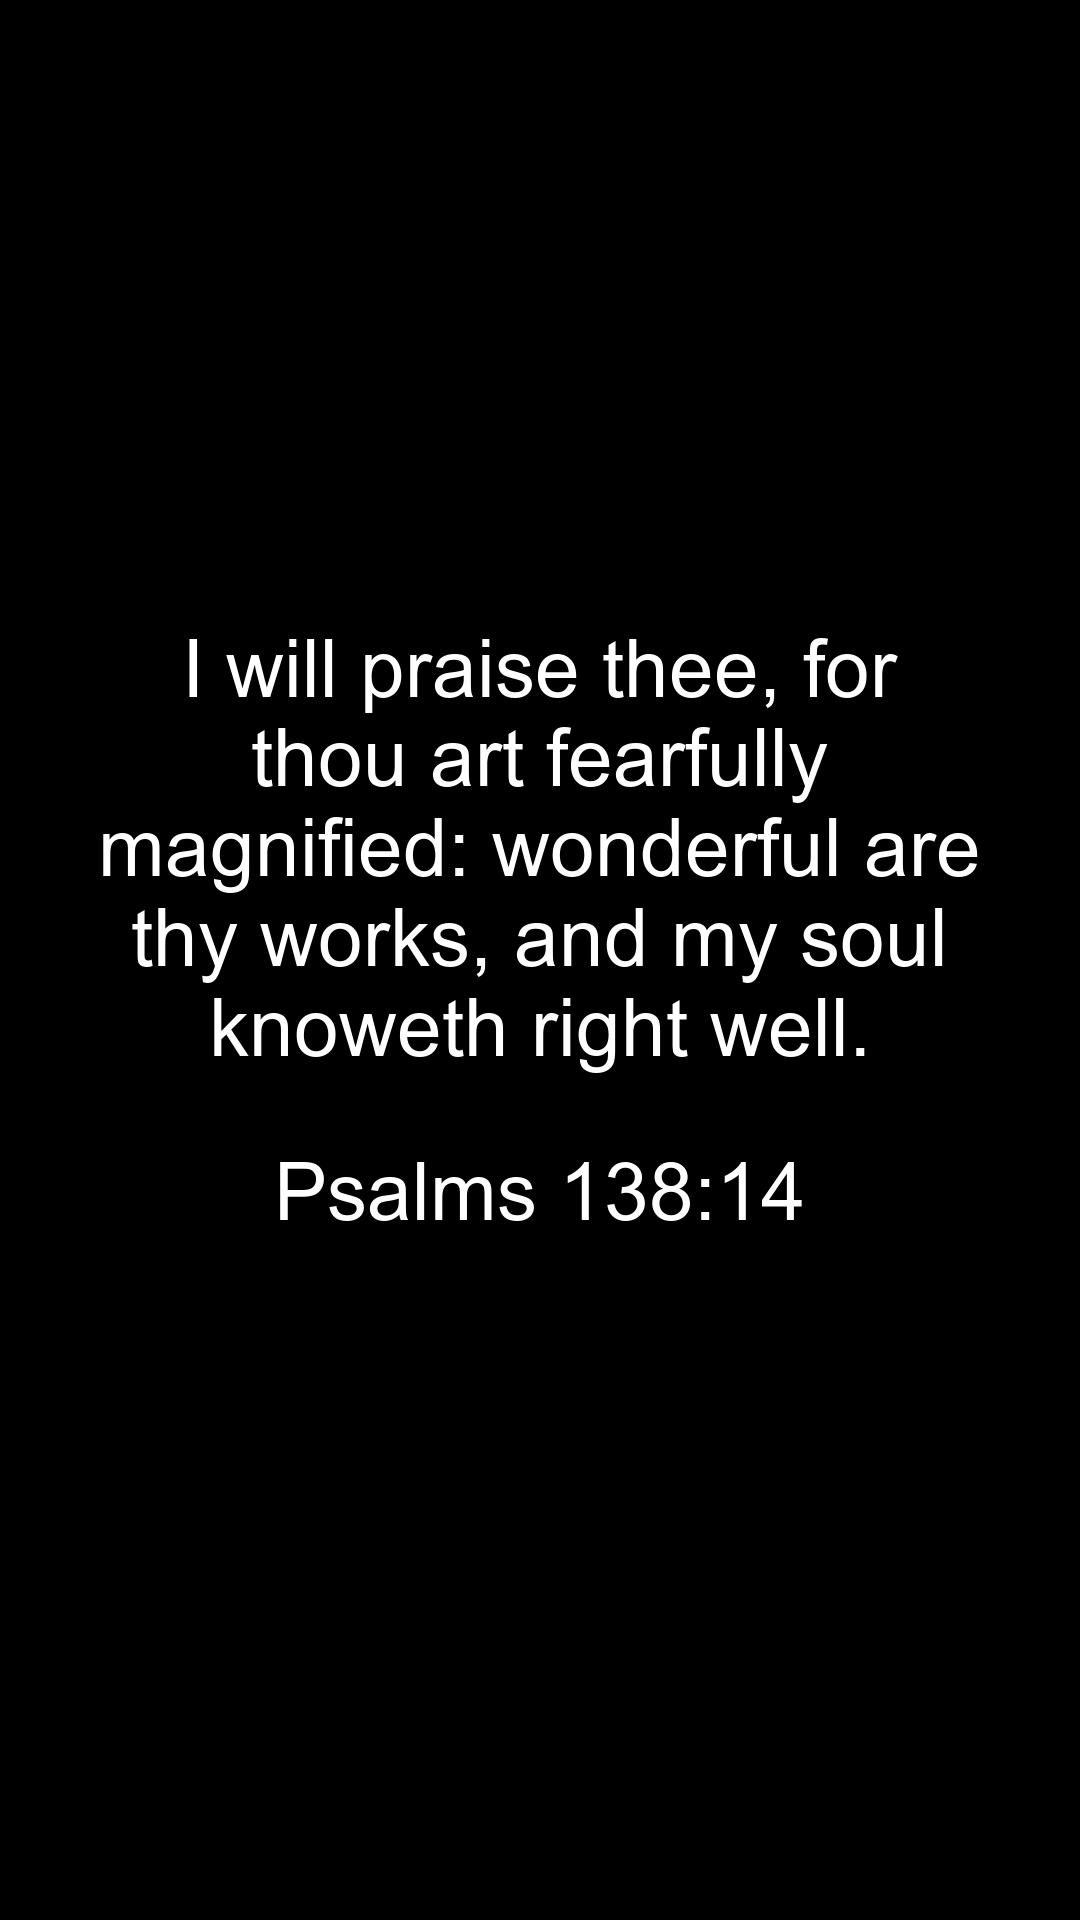 I will praise thee, for
thou art fearfully
magnified: wonderful are
thy works, and my soul
knoweth right well.
Psalms 138:14